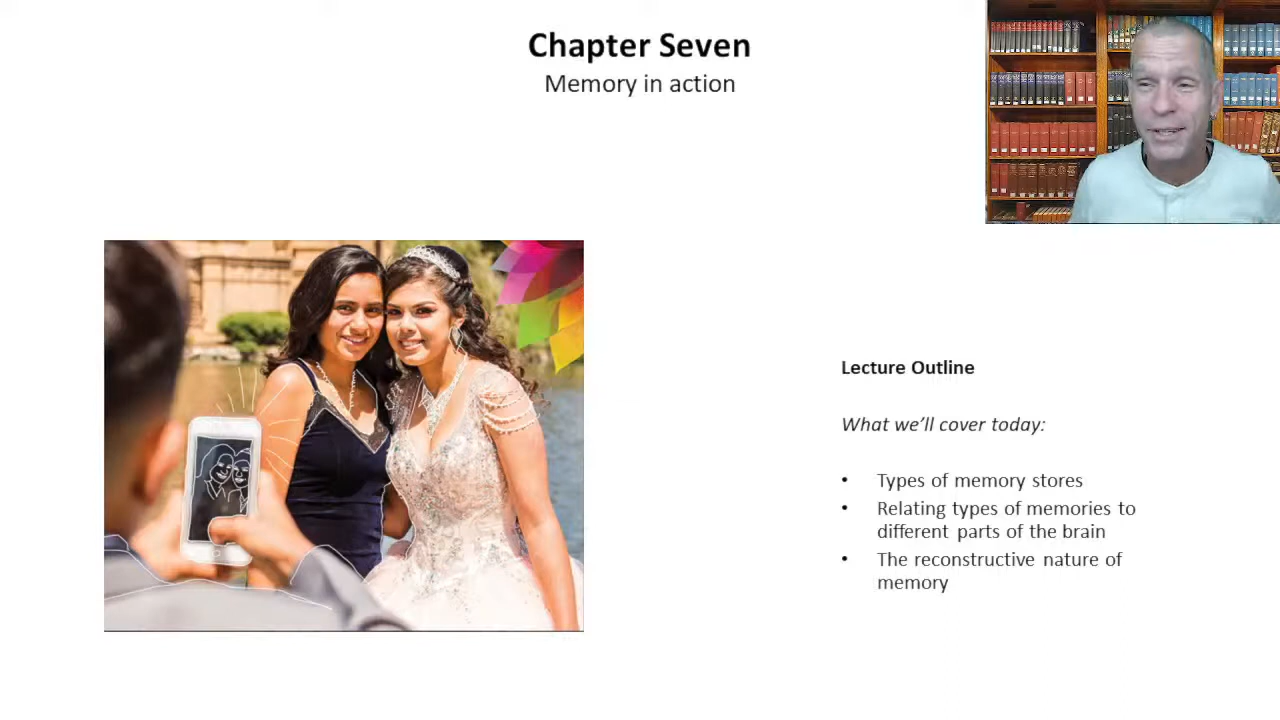 Chapter Seven
Memory in action
Lecture Outline
What we’ll cover today:
• Types of memory stores
• Relating types of memories to
different parts of the brain
• The reconstructive nature of
memory